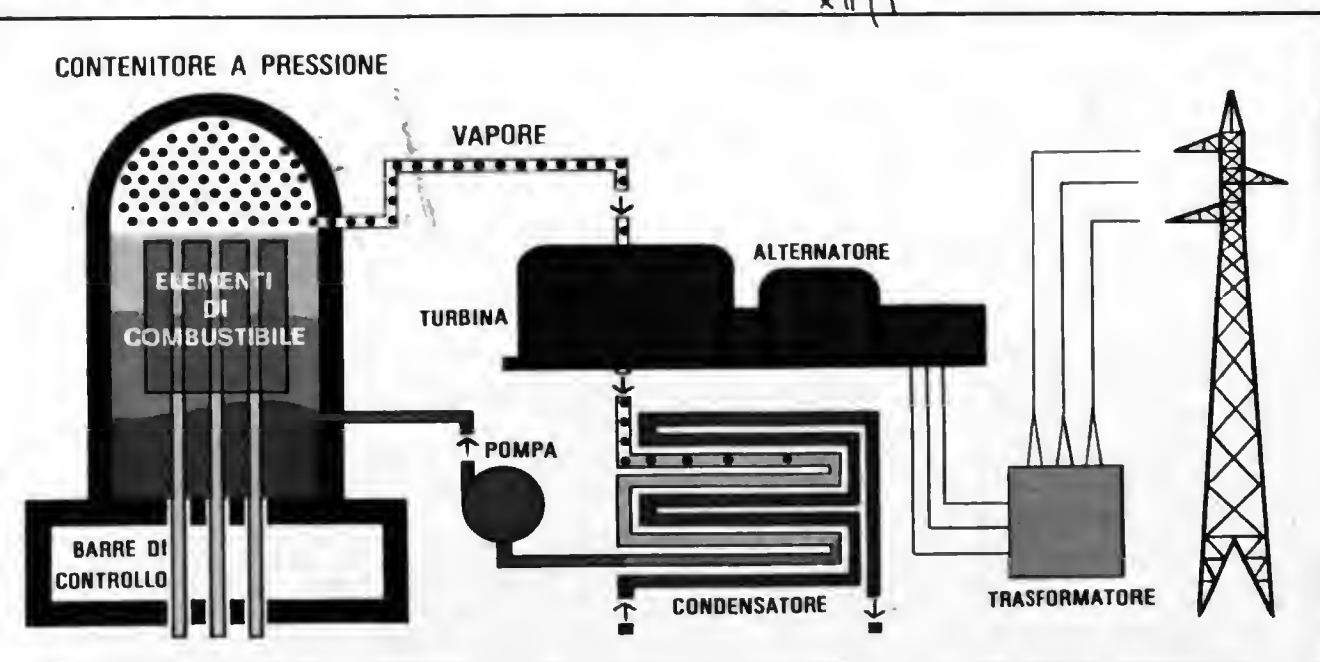 CONTENITORE A PRESSIONE
VAPORE
ALTERNATORE
ELEMENTI
DI
COMBUSTIBILE
TURBINA
POMPA
BARRE DI
CONTROLLO
CONDENSATORE
TRASFORMATORE